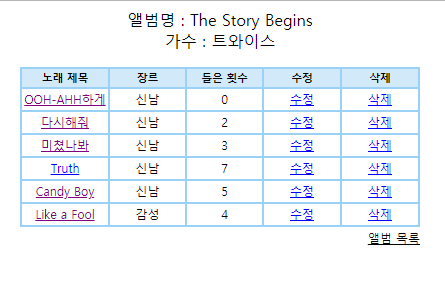 앨범명 : The Story Begins
가수 : 트와이스
노래 제목 장르 들은 횟수 수정 삭제
OOH-AHH하게 신남 0 수정 삭제
다시해줘 신남 2 수정 삭제
미쳤나봐 신남 3 수정 삭제
Truth 신남 7 수정 삭제
Candy Boy 신남 5 수정 삭제
Like a Fool 감성 4 수정 삭제
앨범 목록